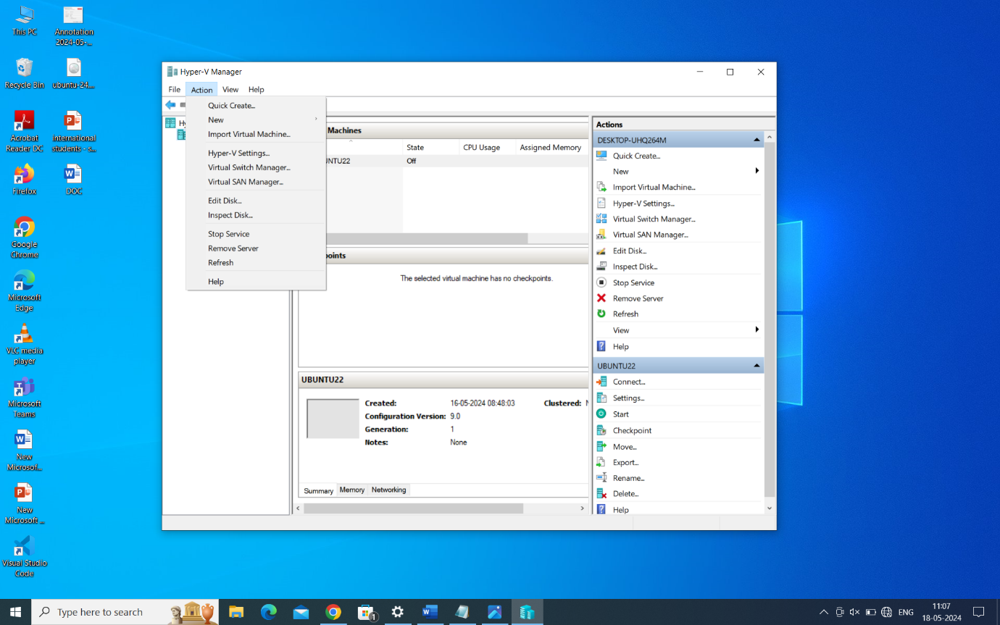 This PC
Annotation
2024-05-...
Recycle Bin
ubuntu-24....
Acrobat
Reader DC
international
students - s...
Firefox
DOC
Google
Chrome
Microsoft
Edge
VLC media
player
Microsoft
Teams
New
Microsof...
New
Microsoft ...
Visual Studio
Code
Hyper-V Manager
File Action View Help
Quick Create...
New
Import Virtual Machine...
Hyper-V Settings...
Virtual Switch Manager...
Virtual SAN Manager...
Edit Disk...
Inspect Disk...
Stop Service
Remove Server
Refresh
Help
Hy
Machines
State CPU Usage Assigned Memory
UNTU22 Off
points
The selected virtual machine has no checkpoints.
UBUNTU22
Created: 16-05-2024 08:48:03 Clustered: N
Configuration Version: 9.0
Generation: 1
Notes: None
Summary Memory Networking
Actions
DESKTOP-UHQ264M
Quick Create...
New
Import Virtual Machine...
Hyper-V Settings...
Virtual Switch Manager...
Virtual SAN Manager...
Edit Disk...
Inspect Disk...
Stop Service
Remove Server
Refresh
View
Help
UBUNTU22
Connect...
Settings...
Start
Checkpoint
Move...
Export...
Rename...
Delete...
Help
Type here to search
1
ENG
11:07
18-05-2024